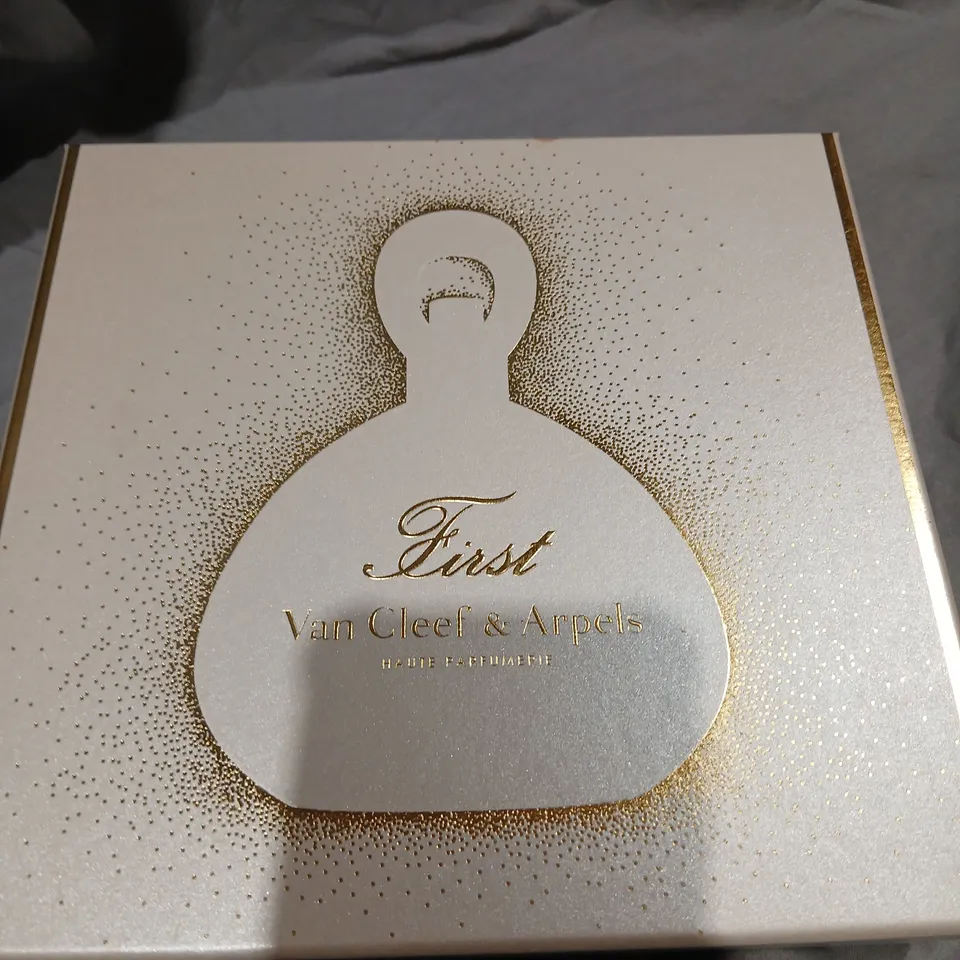 First
Van Cleef & Arpels
HAUTE PARFUMERIE